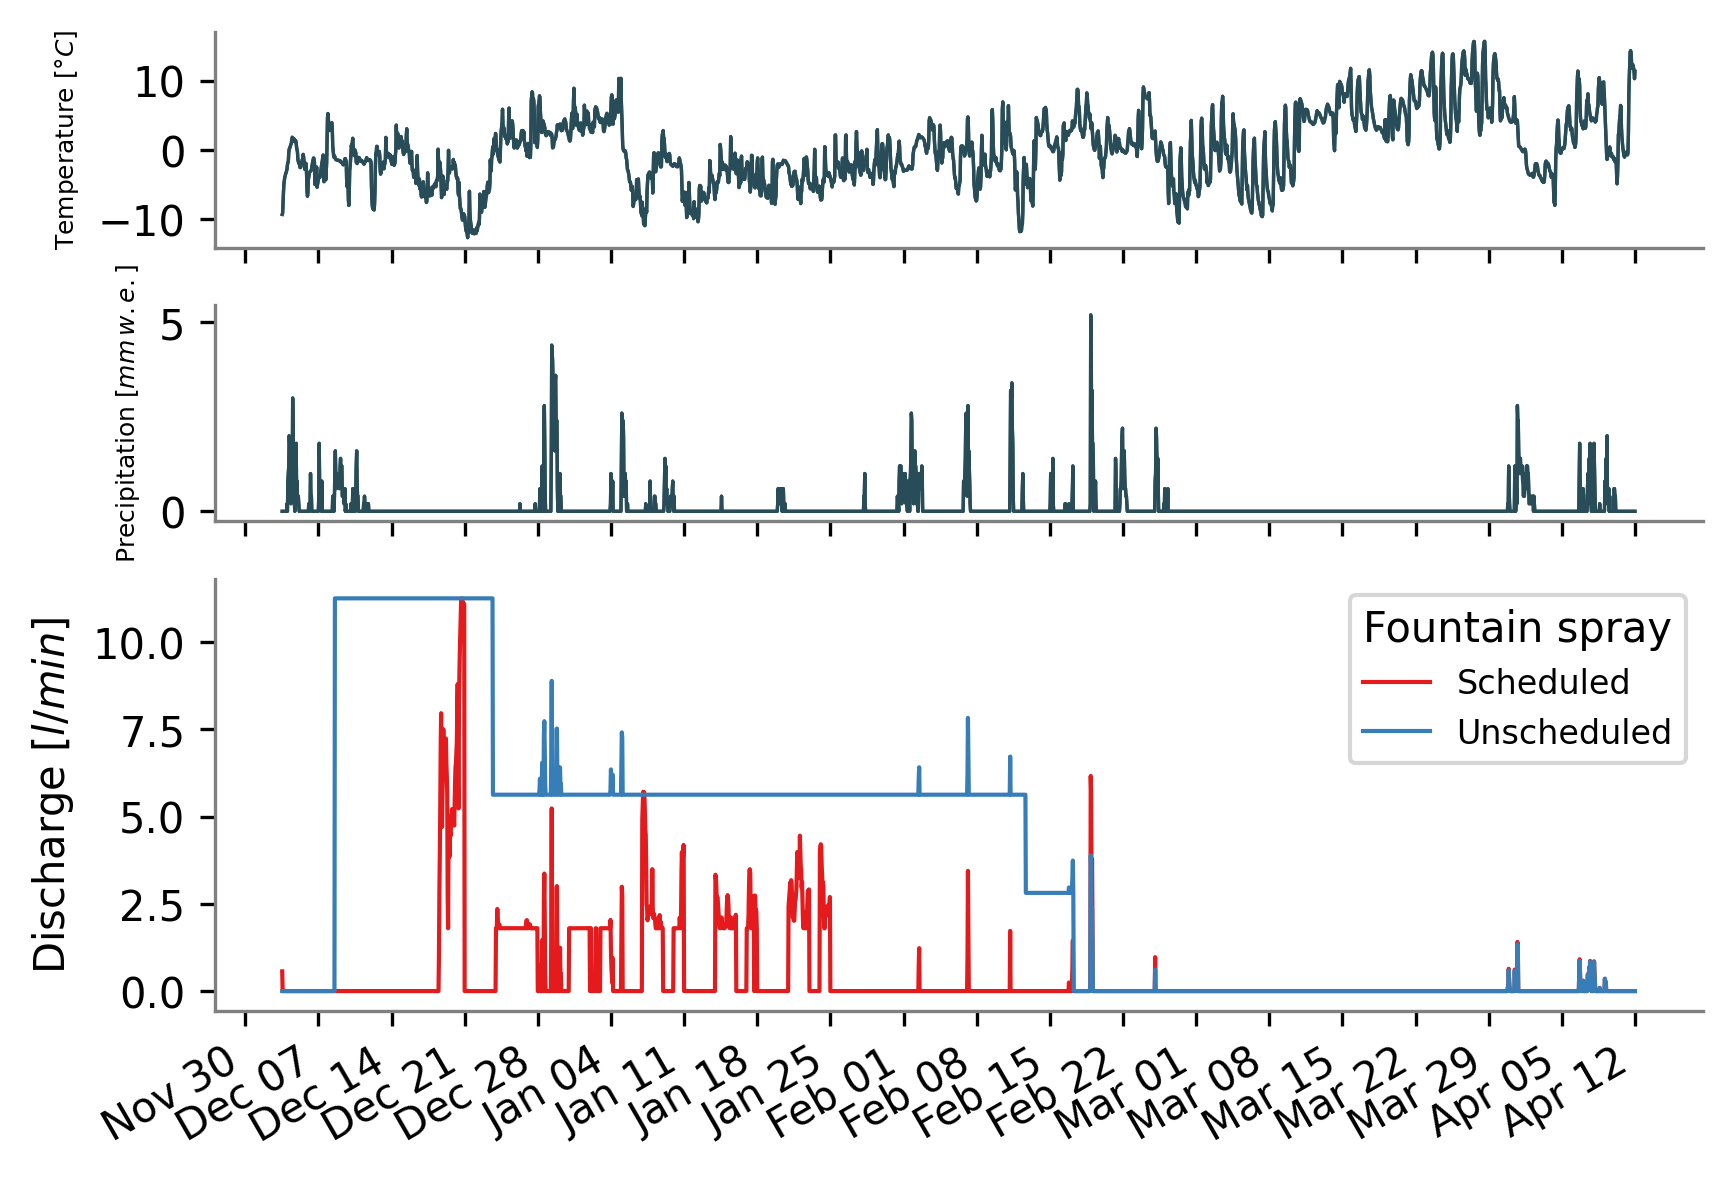 Temperature [°C]
10
0
−10
Precipitation [mm w. e.]
5
0
Discharge [l/min]
10.0
7.5
5.0
2.5
0.0
Fountain spray
Scheduled
Unscheduled
Nov 30
Dec 07
Dec 14
Dec 21
Dec 28
Jan 04
Jan 11
Jan 18
Jan 25
Feb 01
Feb 08
Feb 15
Feb 22
Mar 01
Mar 08
Mar 15
Mar 22
Mar 29
Apr 05
Apr 12